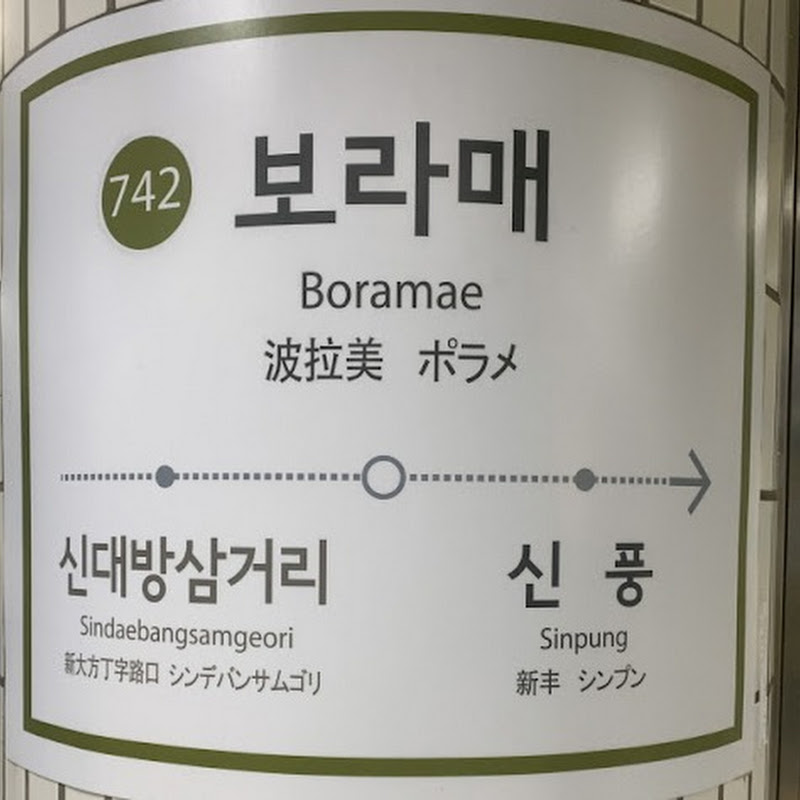 742 보라매
Boramae
波拉美 ポラメ
신대방삼거리 신 풍
Sindaebangsamgeori Sinpung
新大方丁字路口 シンデバンサムゴリ 新丰 シンプン